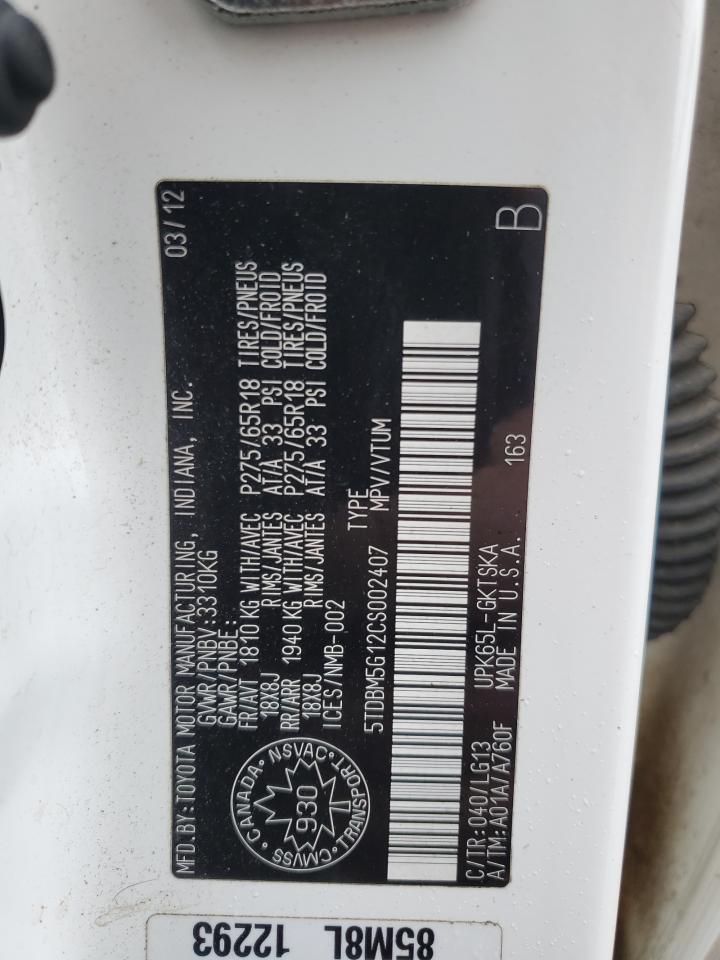 MFD.BY:TOYOTA MOTOR MANUFACTURING, INDIANA, INC. 03/12
GVWR/PNBV:3310KG
GAWR/PNBE:
FR/AVT 1810 KG WITH/AVEC P275/65R18 TIRES/PNEUS
18X8J RIMS/JANTES AT/A 33 PSI COLD/FROID
RR/ARR 1940 KG WITH/AVEC P275/65R18 TIRES/PNEUS
18X8J RIMS/JANTES AT/A 33 PSI COLD/FROID
ICES/NMB-002
CANADA · NSVAC · TRANSPORT · CMVSS
930
TYPE
5TDBM5G12CS002407 MPV/VTUM
C/TR:040/LG13 UPK65L-GKTSKA 163 B
A/TM:A01A/A760F MADE IN U.S.A.
85M8L
12293